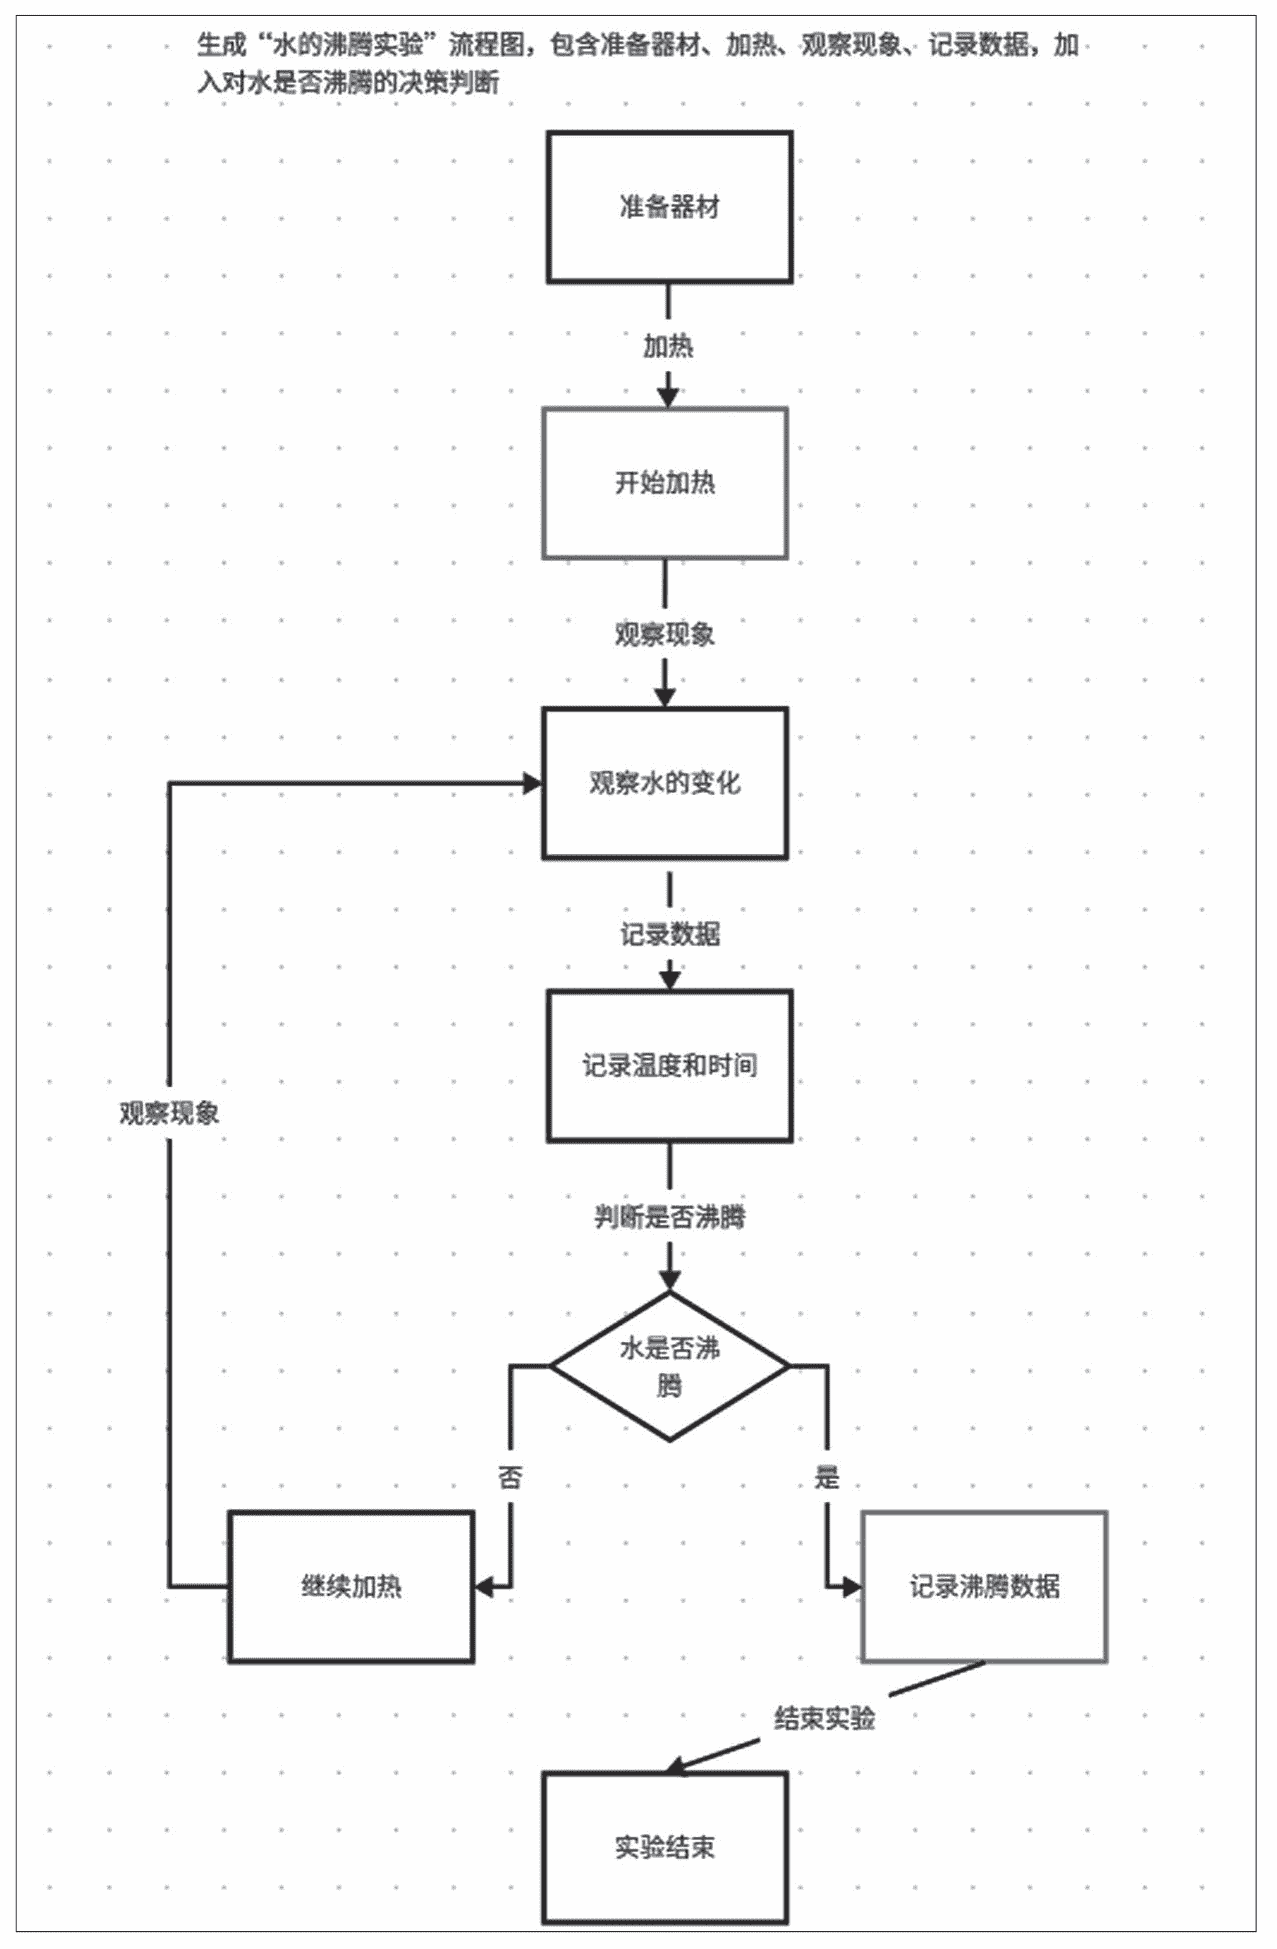 生成“水的沸腾实验”流程图，包含准备器材、加热、观察现象、记录数据，加
入对水是否沸腾的决策判断
准备器材
加热
开始加热
观察现象
观察水的变化
记录数据
记录温度和时间
观察现象
判断是否沸腾
水是否沸
腾
否
是
继续加热
记录沸腾数据
结束实验
实验结束